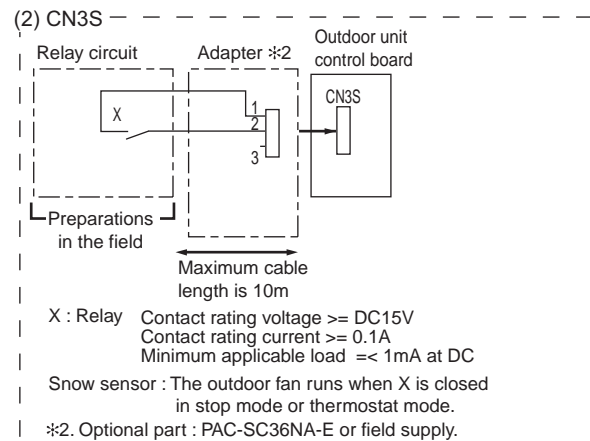 (2) CN3S
Relay circuit
Adapter ✻2
Outdoor unit
control board
X
1
2
3
CN3S
Preparations
in the field
Maximum cable
length is 10m
X : Relay Contact rating voltage >= DC15V
Contact rating current >= 0.1A
Minimum applicable load =< 1mA at DC
Snow sensor : The outdoor fan runs when X is closed
in stop mode or thermostat mode.
✻2. Optional part : PAC-SC36NA-E or field supply.